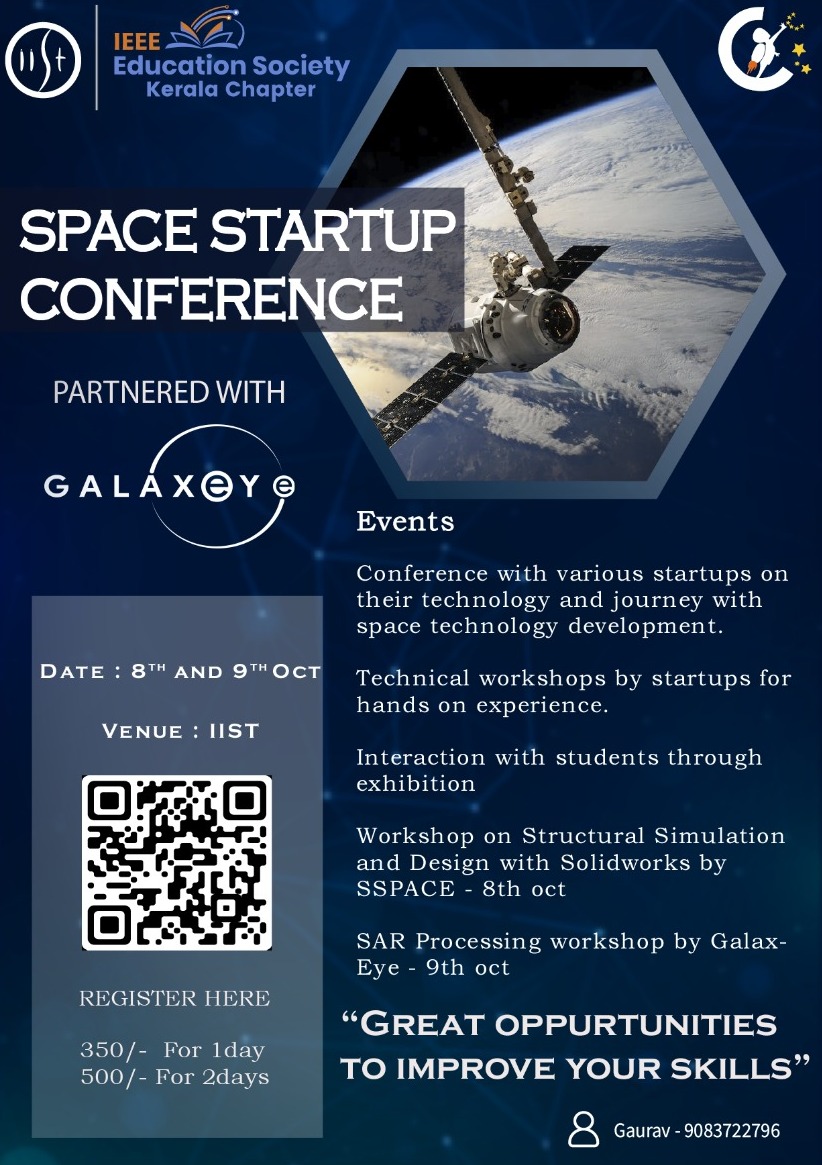 IIST
IEEE
Education Society
Kerala Chapter
SPACE STARTUP
CONFERENCE
PARTNERED WITH
GALAXEYE
Date : 8th and 9th Oct
Venue : IIST
REGISTER HERE
350/- For 1day
500/- For 2days
Events
Conference with various startups on
their technology and journey with
space technology development.
Technical workshops by startups for
hands on experience.
Interaction with students through
exhibition
Workshop on Structural Simulation
and Design with Solidworks by
SSPACE - 8th oct
SAR Processing workshop by Galax-
Eye - 9th oct
“Great oppurtunities
to improve your skills”
Gaurav - 9083722796